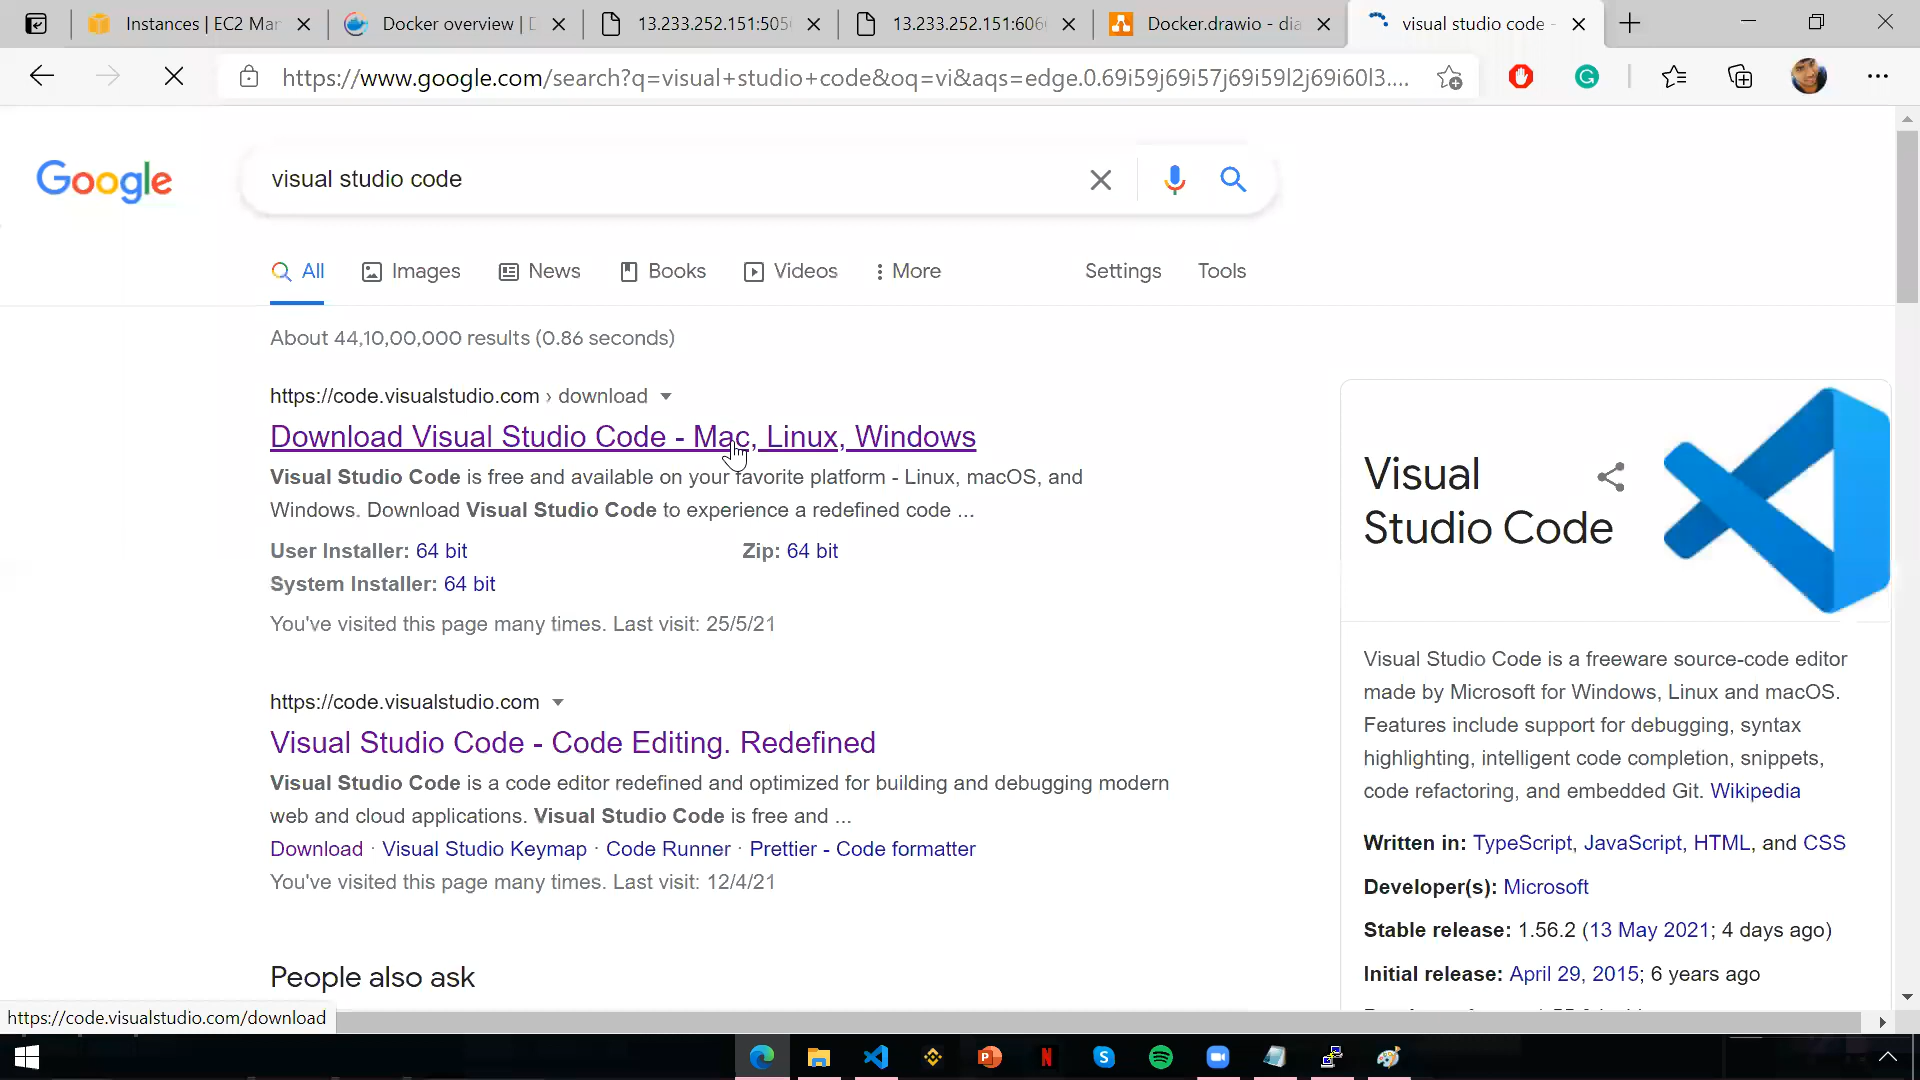 Instances | EC2 Mar
Docker overview | D
13.233.252.151:505
13.233.252.151:606
Docker.drawio - dia
visual studio code -
https://www.google.com/search?q=visual+studio+code&oq=vi&aqs=edge.0.69i59j69i57j69i59l2j69i60l3....
Google
visual studio code
All
Images
News
Books
Videos
More
Settings
Tools
About 44,10,00,000 results (0.86 seconds)
https://code.visualstudio.com › download
Download Visual Studio Code - Mac, Linux, Windows
Visual Studio Code is free and available on your favorite platform - Linux, macOS, and
Windows. Download Visual Studio Code to experience a redefined code ...
User Installer: 64 bit
Zip: 64 bit
System Installer: 64 bit
You've visited this page many times. Last visit: 25/5/21
https://code.visualstudio.com
Visual Studio Code - Code Editing. Redefined
Visual Studio Code is a code editor redefined and optimized for building and debugging modern
web and cloud applications. Visual Studio Code is free and ...
Download · Visual Studio Keymap · Code Runner · Prettier - Code formatter
You've visited this page many times. Last visit: 12/4/21
People also ask
Visual
Studio Code
Visual Studio Code is a freeware source-code editor
made by Microsoft for Windows, Linux and macOS.
Features include support for debugging, syntax
highlighting, intelligent code completion, snippets,
code refactoring, and embedded Git. Wikipedia
Written in: TypeScript, JavaScript, HTML, and CSS
Developer(s): Microsoft
Stable release: 1.56.2 (13 May 2021; 4 days ago)
Initial release: April 29, 2015; 6 years ago
https://code.visualstudio.com/download